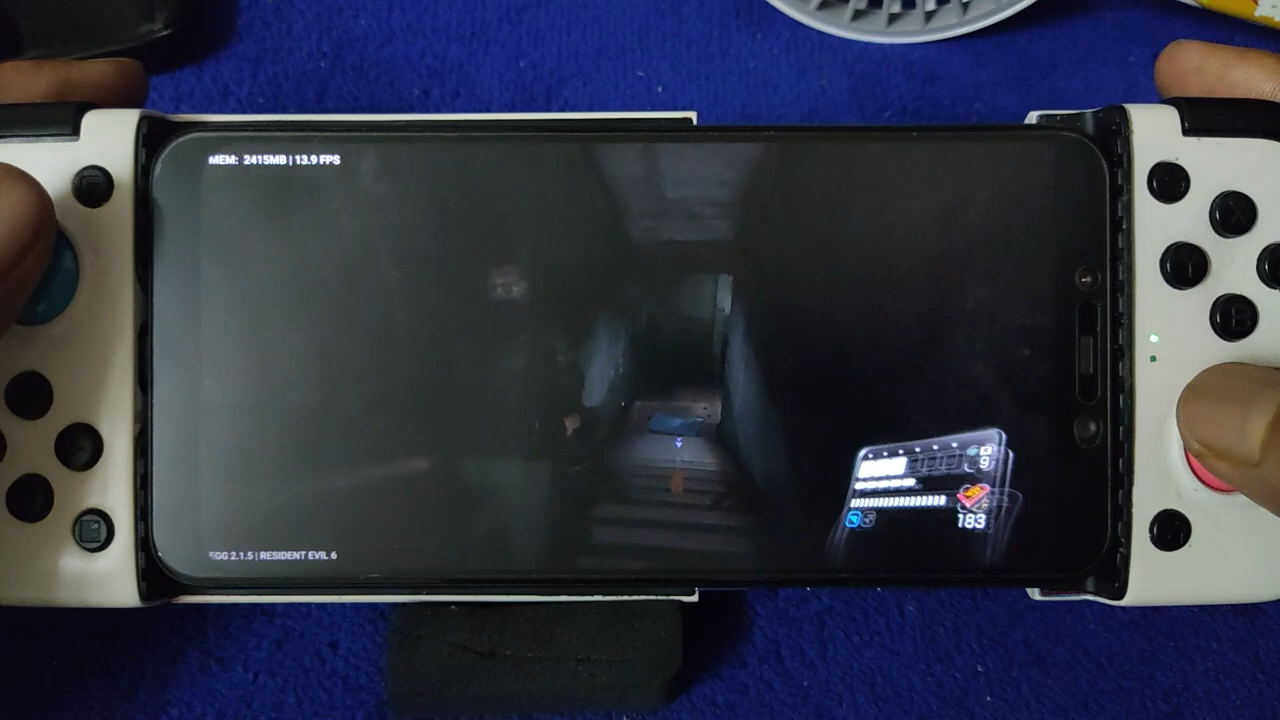 MEM: 2415MB | 13.9 FPS
9
183
EGG 2.1.5 | RESIDENT EVIL 6
X
Y
B